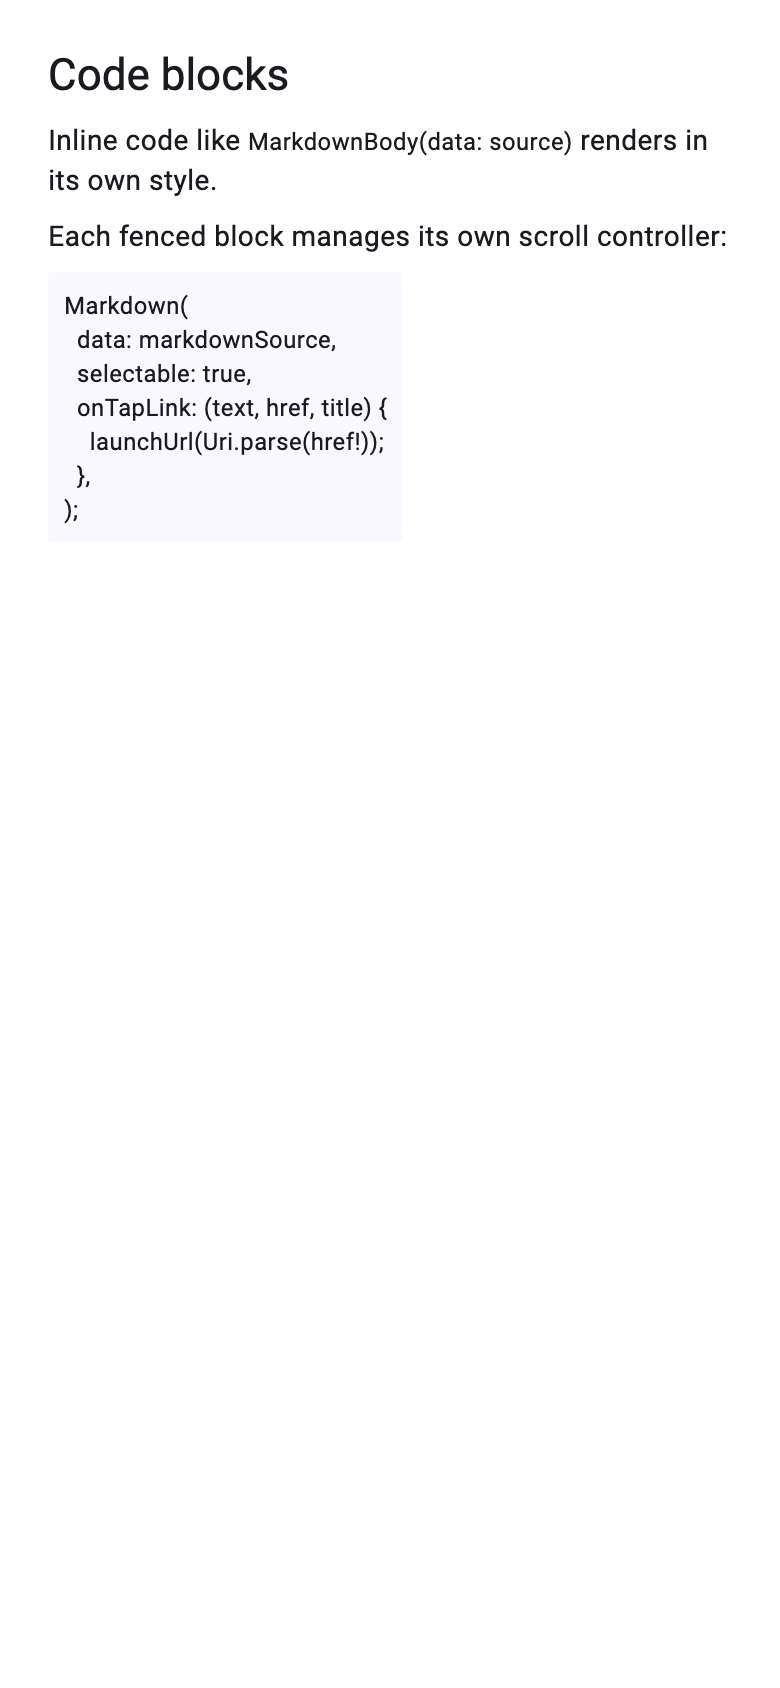 Code blocks
Inline code like MarkdownBody(data: source) renders in
its own style.
Each fenced block manages its own scroll controller:
Markdown(
  data: markdownSource,
  selectable: true,
  onTapLink: (text, href, title) {
    launchUrl(Uri.parse(href!));
  },
);